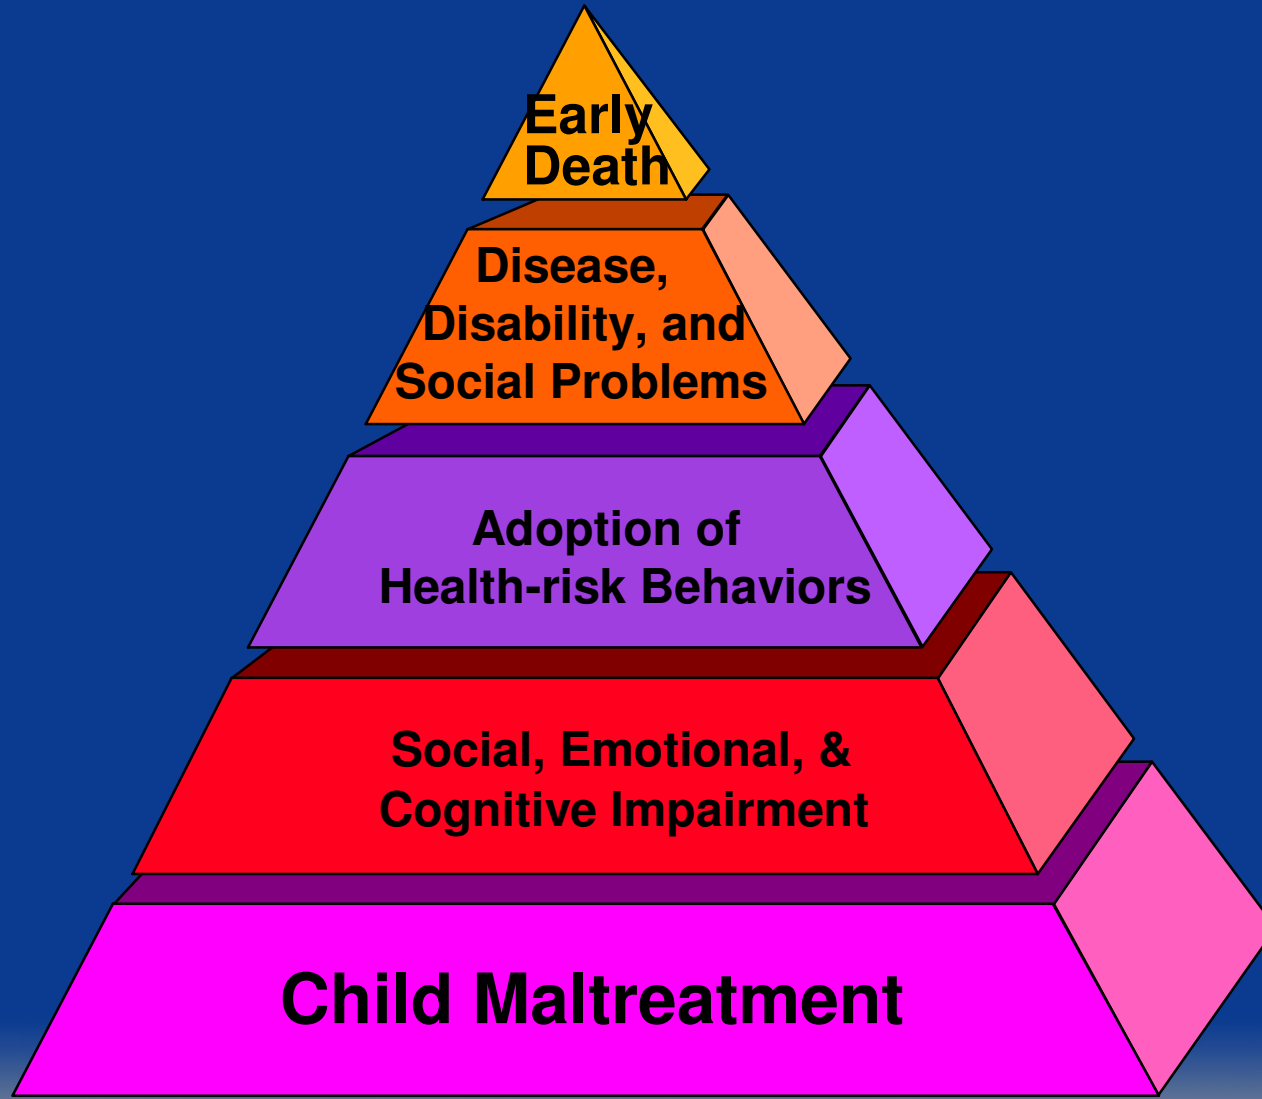 Early
Death
Disease,
Disability, and
Social Problems
Adoption of
Health-risk Behaviors
Social, Emotional, &
Cognitive Impairment
Child Maltreatment